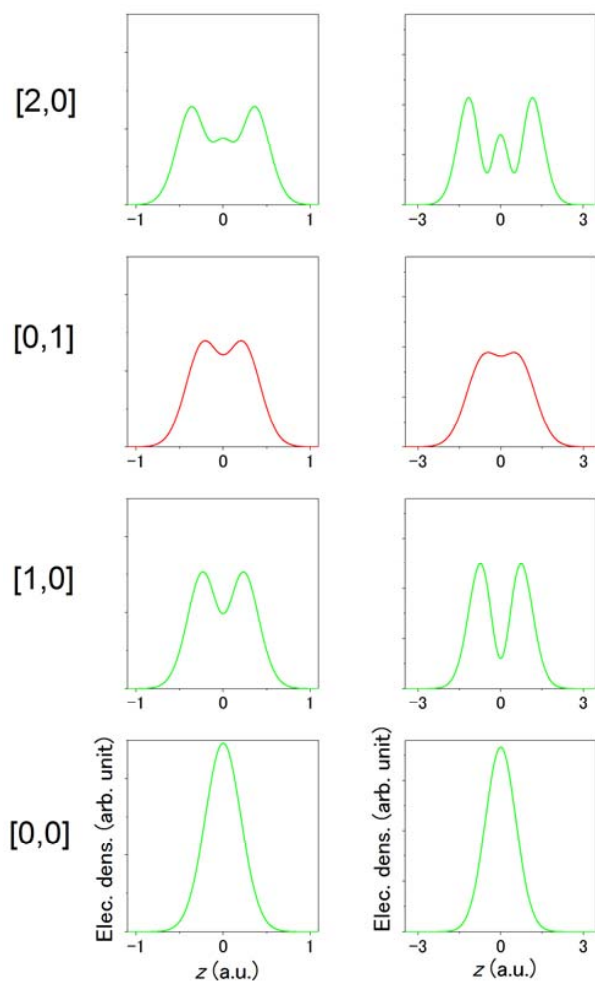 [2,0]
-1 0 1
-3 0 3
[0,1]
-1 0 1
-3 0 3
[1,0]
-1 0 1
-3 0 3
[0,0]
Elec. dens. (arb. unit)
-1 0 1
z (a.u.)
Elec. dens. (arb. unit)
-3 0 3
z (a.u.)